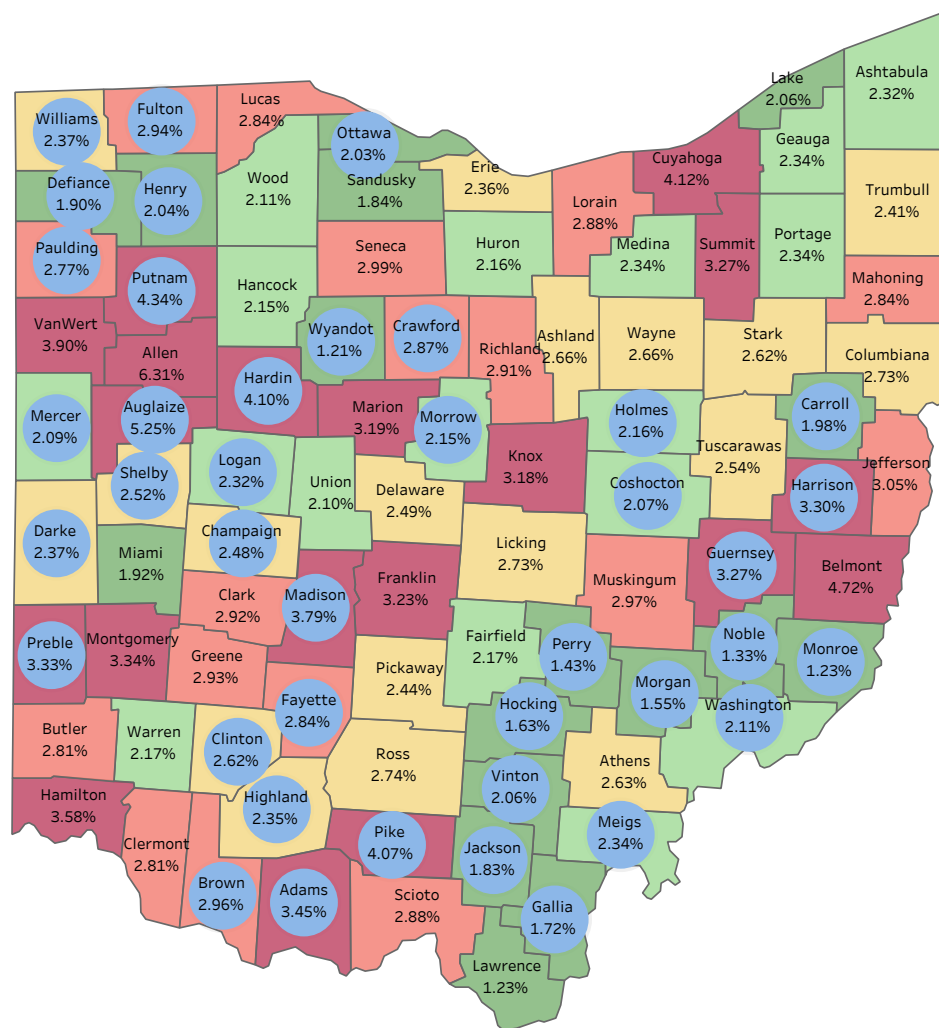 Lake
2.06%
Ashtabula
2.32%
Williams
2.37%
Fulton
2.94%
Lucas
2.84%
Ottawa
2.03%
Geauga
2.34%
Cuyahoga
4.12%
Erie
2.36%
Defiance
1.90%
Henry
2.04%
Wood
2.11%
Sandusky
1.84%
Lorain
2.88%
Trumbull
2.41%
Paulding
2.77%
Seneca
2.99%
Huron
2.16%
Medina
2.34%
Summit
3.27%
Portage
2.34%
Putnam
4.34%
Hancock
2.15%
Mahoning
2.84%
VanWert
3.90%
Allen
6.31%
Wyandot
1.21%
Crawford
2.87%
Richland
2.91%
Ashland
2.66%
Wayne
2.66%
Stark
2.62%
Columbiana
2.73%
Hardin
4.10%
Mercer
2.09%
Auglaize
5.25%
Marion
3.19%
Morrow
2.15%
Holmes
2.16%
Carroll
1.98%
Tuscarawas
2.54%
Jefferson
3.05%
Shelby
2.52%
Logan
2.32%
Union
2.10%
Delaware
2.49%
Knox
3.18%
Coshocton
2.07%
Harrison
3.30%
Darke
2.37%
Miami
1.92%
Champaign
2.48%
Licking
2.73%
Guernsey
3.27%
Belmont
4.72%
Clark
2.92%
Madison
3.79%
Franklin
3.23%
Muskingum
2.97%
Preble
3.33%
Montgomery
3.34%
Greene
2.93%
Pickaway
2.44%
Fairfield
2.17%
Perry
1.43%
Noble
1.33%
Monroe
1.23%
Morgan
1.55%
Washington
2.11%
Fayette
2.84%
Hocking
1.63%
Butler
2.81%
Warren
2.17%
Clinton
2.62%
Ross
2.74%
Athens
2.63%
Vinton
2.06%
Hamilton
3.58%
Highland
2.35%
Clermont
2.81%
Pike
4.07%
Jackson
1.83%
Meigs
2.34%
Brown
2.96%
Adams
3.45%
Scioto
2.88%
Gallia
1.72%
Lawrence
1.23%